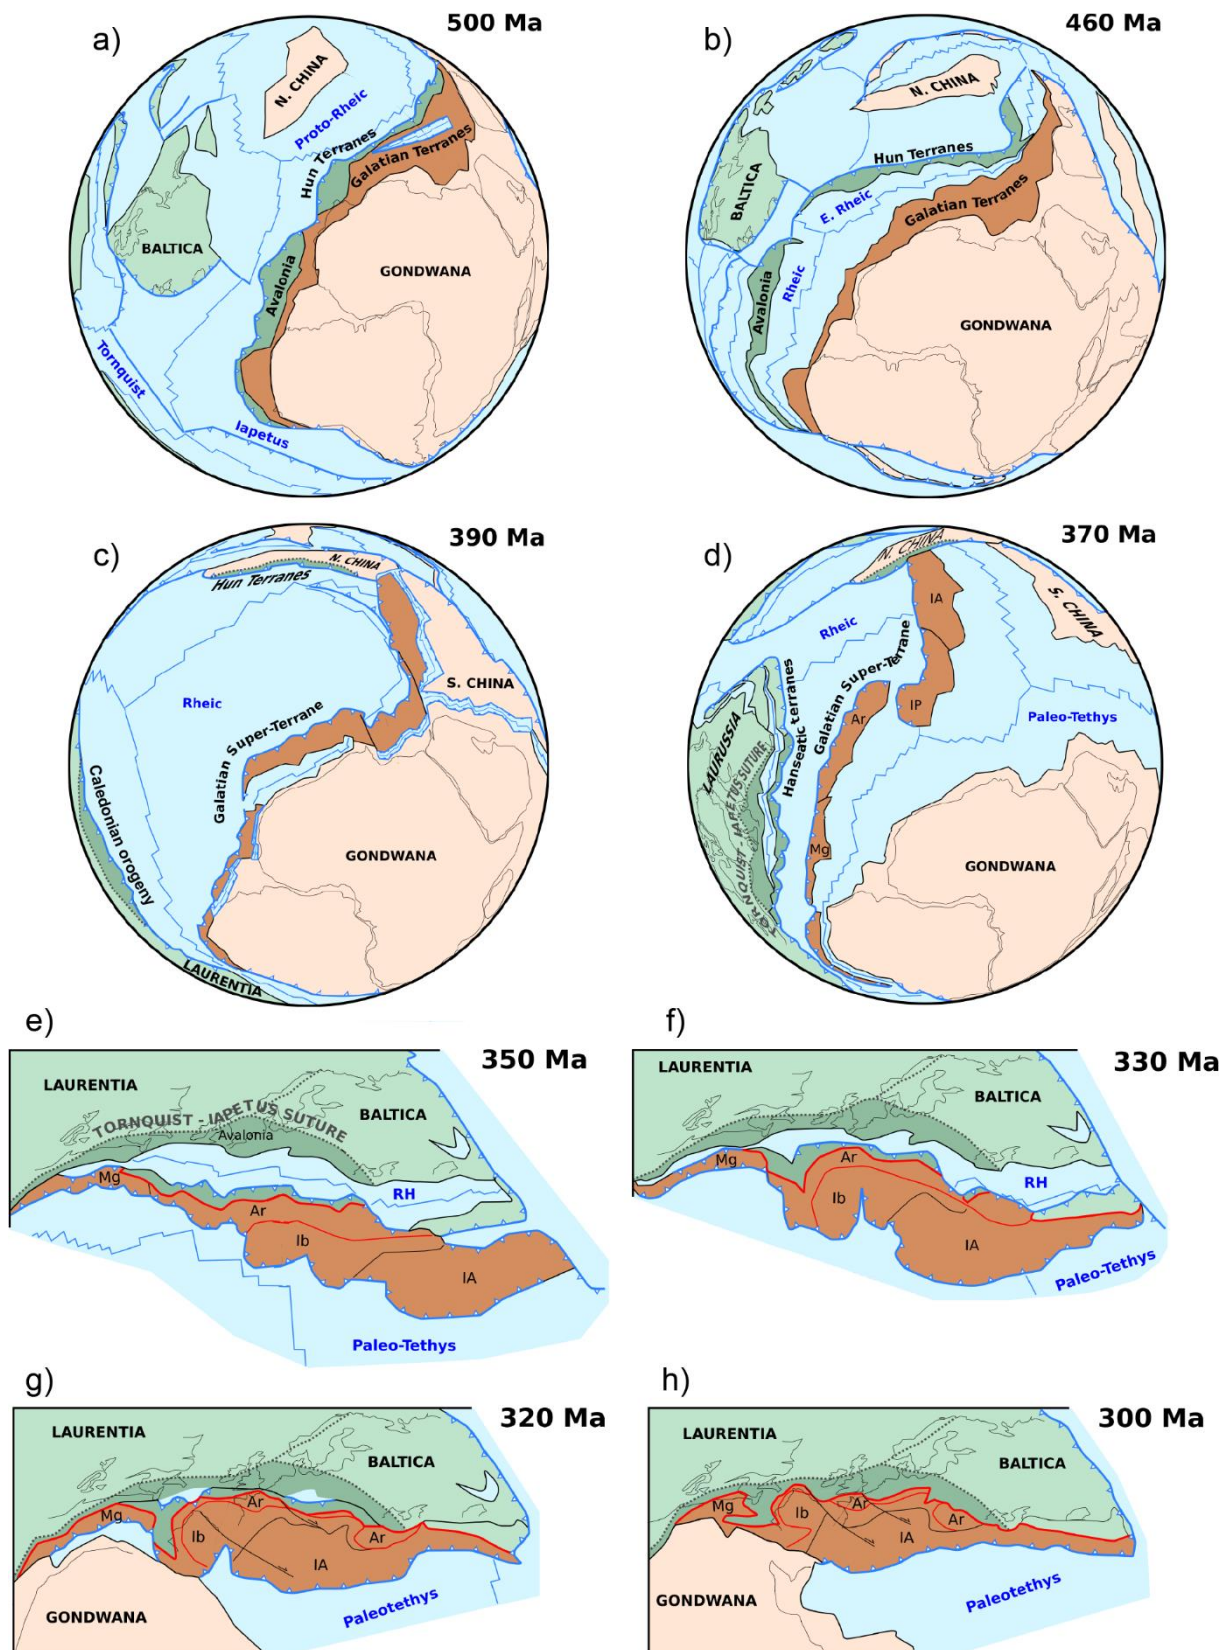 a)
500 Ma
N. CHINA
Proto-Rheic
Hun Terranes
Galatian Terranes
BALTICA
Avalonia
GONDWANA
Tornquist
Iapetus
b)
460 Ma
N. CHINA
Hun Terranes
BALTICA
E. Rheic
Galatian Terranes
Rheic
Avalonia
GONDWANA
c)
390 Ma
N. CHINA
Hun Terranes
S. CHINA
Rheic
Galatian Super-Terrane
Caledonian orogeny
GONDWANA
LAURENTIA
d)
370 Ma
N. CHINA
IA
S. CHINA
Rheic
Galatian Super-Terrane
Hanseatic terranes
Ar
IP
Paleo-Tethys
LAURUSSIA
TORNQUIST - IAPETUS SUTURE
Mg
GONDWANA
e)
350 Ma
LAURENTIA
BALTICA
TORNQUIST - IAPETUS SUTURE
Avalonia
Mg
RH
Ar
Ib
IA
Paleo-Tethys
f)
330 Ma
LAURENTIA
BALTICA
Mg
Ar
RH
Ib
IA
Paleo-Tethys
g)
320 Ma
LAURENTIA
BALTICA
Mg
Ar
Ib
Ar
IA
Paleotethys
GONDWANA
h)
300 Ma
LAURENTIA
BALTICA
Mg
Ar
Ib
Ar
IA
Paleotethys
GONDWANA